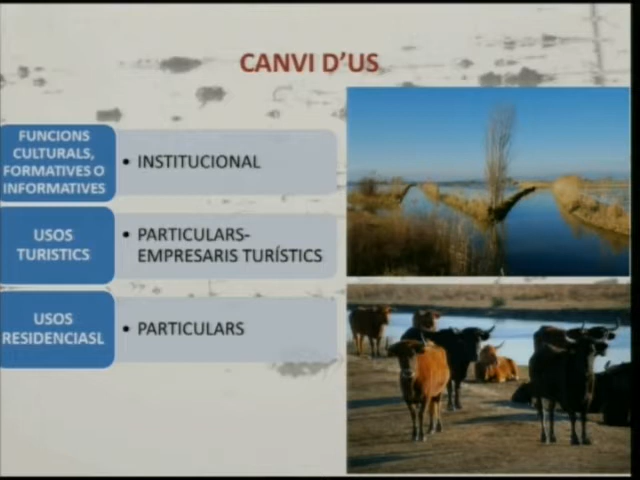 CANVI D'US
FUNCIONS
CULTURALS,
FORMATIVES O
INFORMATIVES
• INSTITUCIONAL
USOS
TURISTICS
• PARTICULARS-
EMPRESARIS TURÍSTICS
USOS
RESIDENCIASL
• PARTICULARS